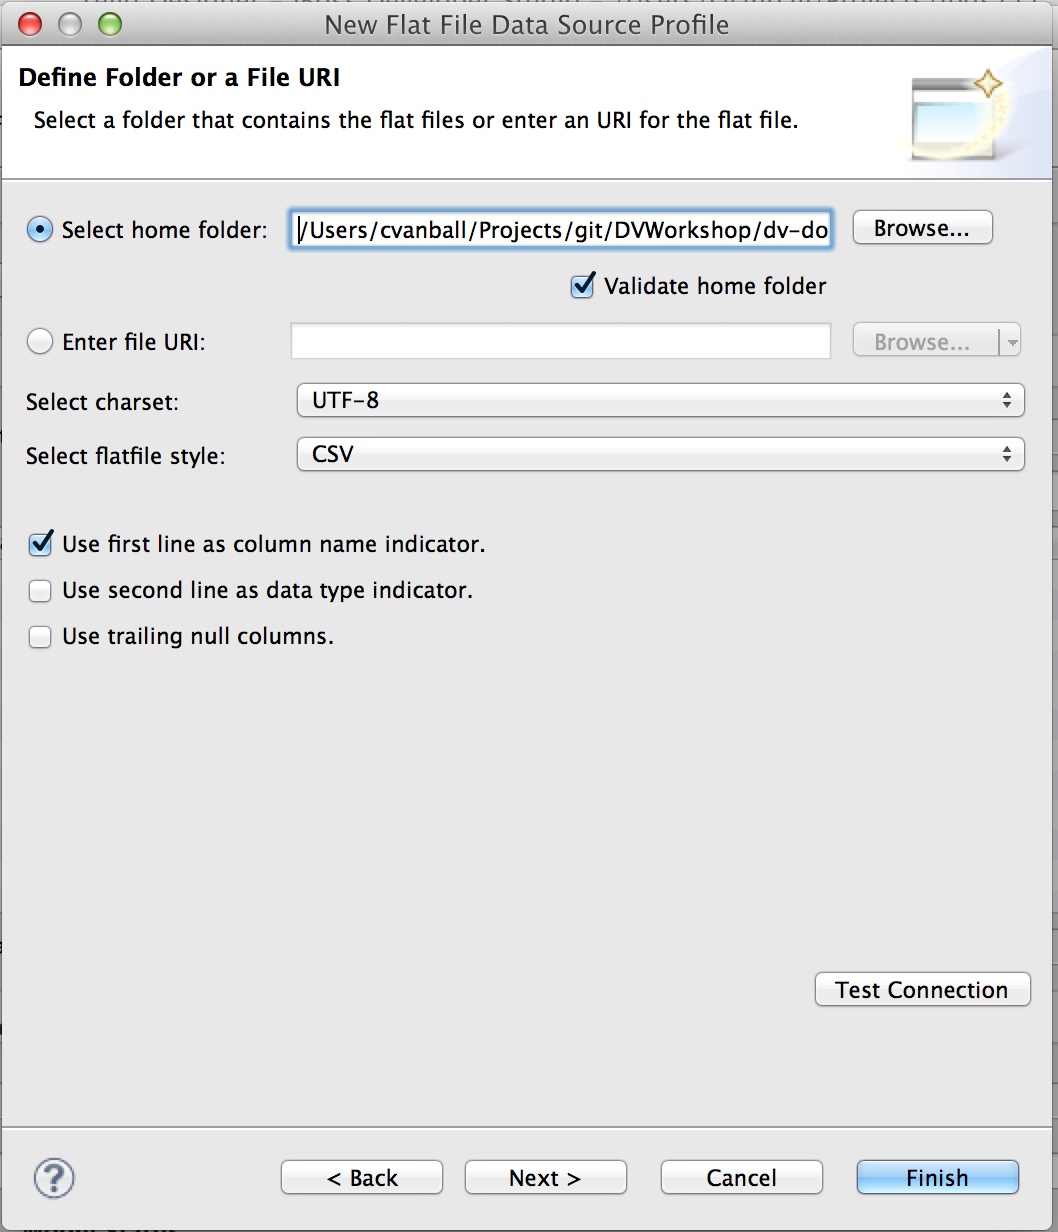 New Flat File Data Source Profile
Define Folder or a File URI
Select a folder that contains the flat files or enter an URI for the flat file.
Select home folder: /Users/cvanball/Projects/git/DVWorkshop/dv-do Browse...
Validate home folder
Enter file URI: Browse...
Select charset: UTF-8
Select flatfile style: CSV
Use first line as column name indicator.
Use second line as data type indicator.
Use trailing null columns.
Test Connection
? < Back Next > Cancel Finish